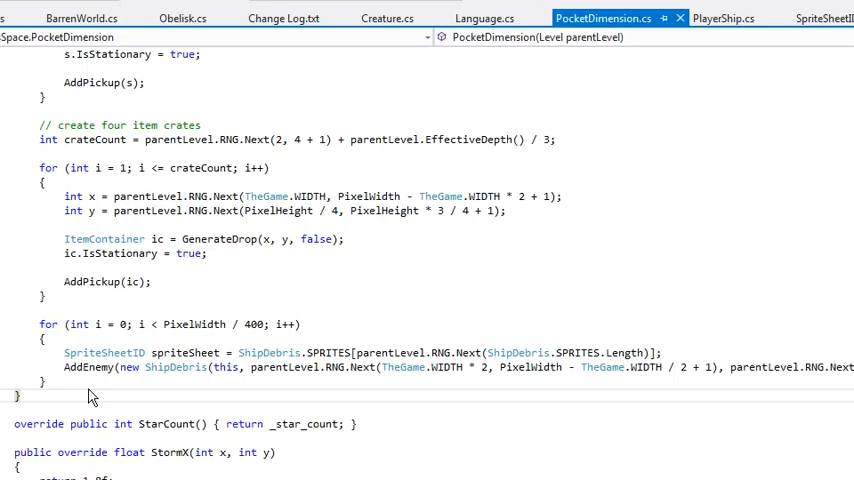 BarrenWorld.cs Obelisk.cs Change Log.txt Creature.cs Language.cs PocketDimension.cs PlayerShip.cs SpriteSheetI
Space.PocketDimension PocketDimension(Level parentLevel)
s.IsStationary = true;
AddPickup(s);
}
// create four item crates
int crateCount = parentLevel.RNG.Next(2, 4 + 1) + parentLevel.EffectiveDepth() / 3;
for (int i = 1; i <= crateCount; i++)
{
int x = parentLevel.RNG.Next(TheGame.WIDTH, PixelWidth - TheGame.WIDTH * 2 + 1);
int y = parentLevel.RNG.Next(PixelHeight / 4, PixelHeight * 3 / 4 + 1);
ItemContainer ic = GenerateDrop(x, y, false);
ic.IsStationary = true;
AddPickup(ic);
}
for (int i = 0; i < PixelWidth / 400; i++)
{
SpriteSheetID spriteSheet = ShipDebris.SPRITES[parentLevel.RNG.Next(ShipDebris.SPRITES.Length)];
AddEnemy(new ShipDebris(this, parentLevel.RNG.Next(TheGame.WIDTH * 2, PixelWidth - TheGame.WIDTH / 2 + 1), parentLevel.RNG.Next
}
}
override public int StarCount() { return _star_count; }
public override float StormX(int x, int y)
{